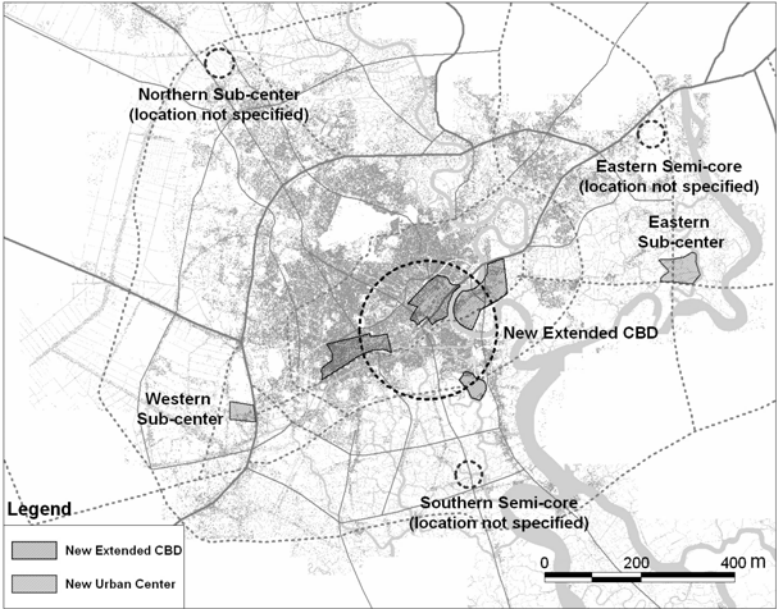 Northern Sub-center
(location not specified)
Eastern Semi-core
(location not specified)
Eastern
Sub-center
New Extended CBD
Western
Sub-center
Southern Semi-core
(location not specified)
Legend
New Extended CBD
New Urban Center
0 200 400 m